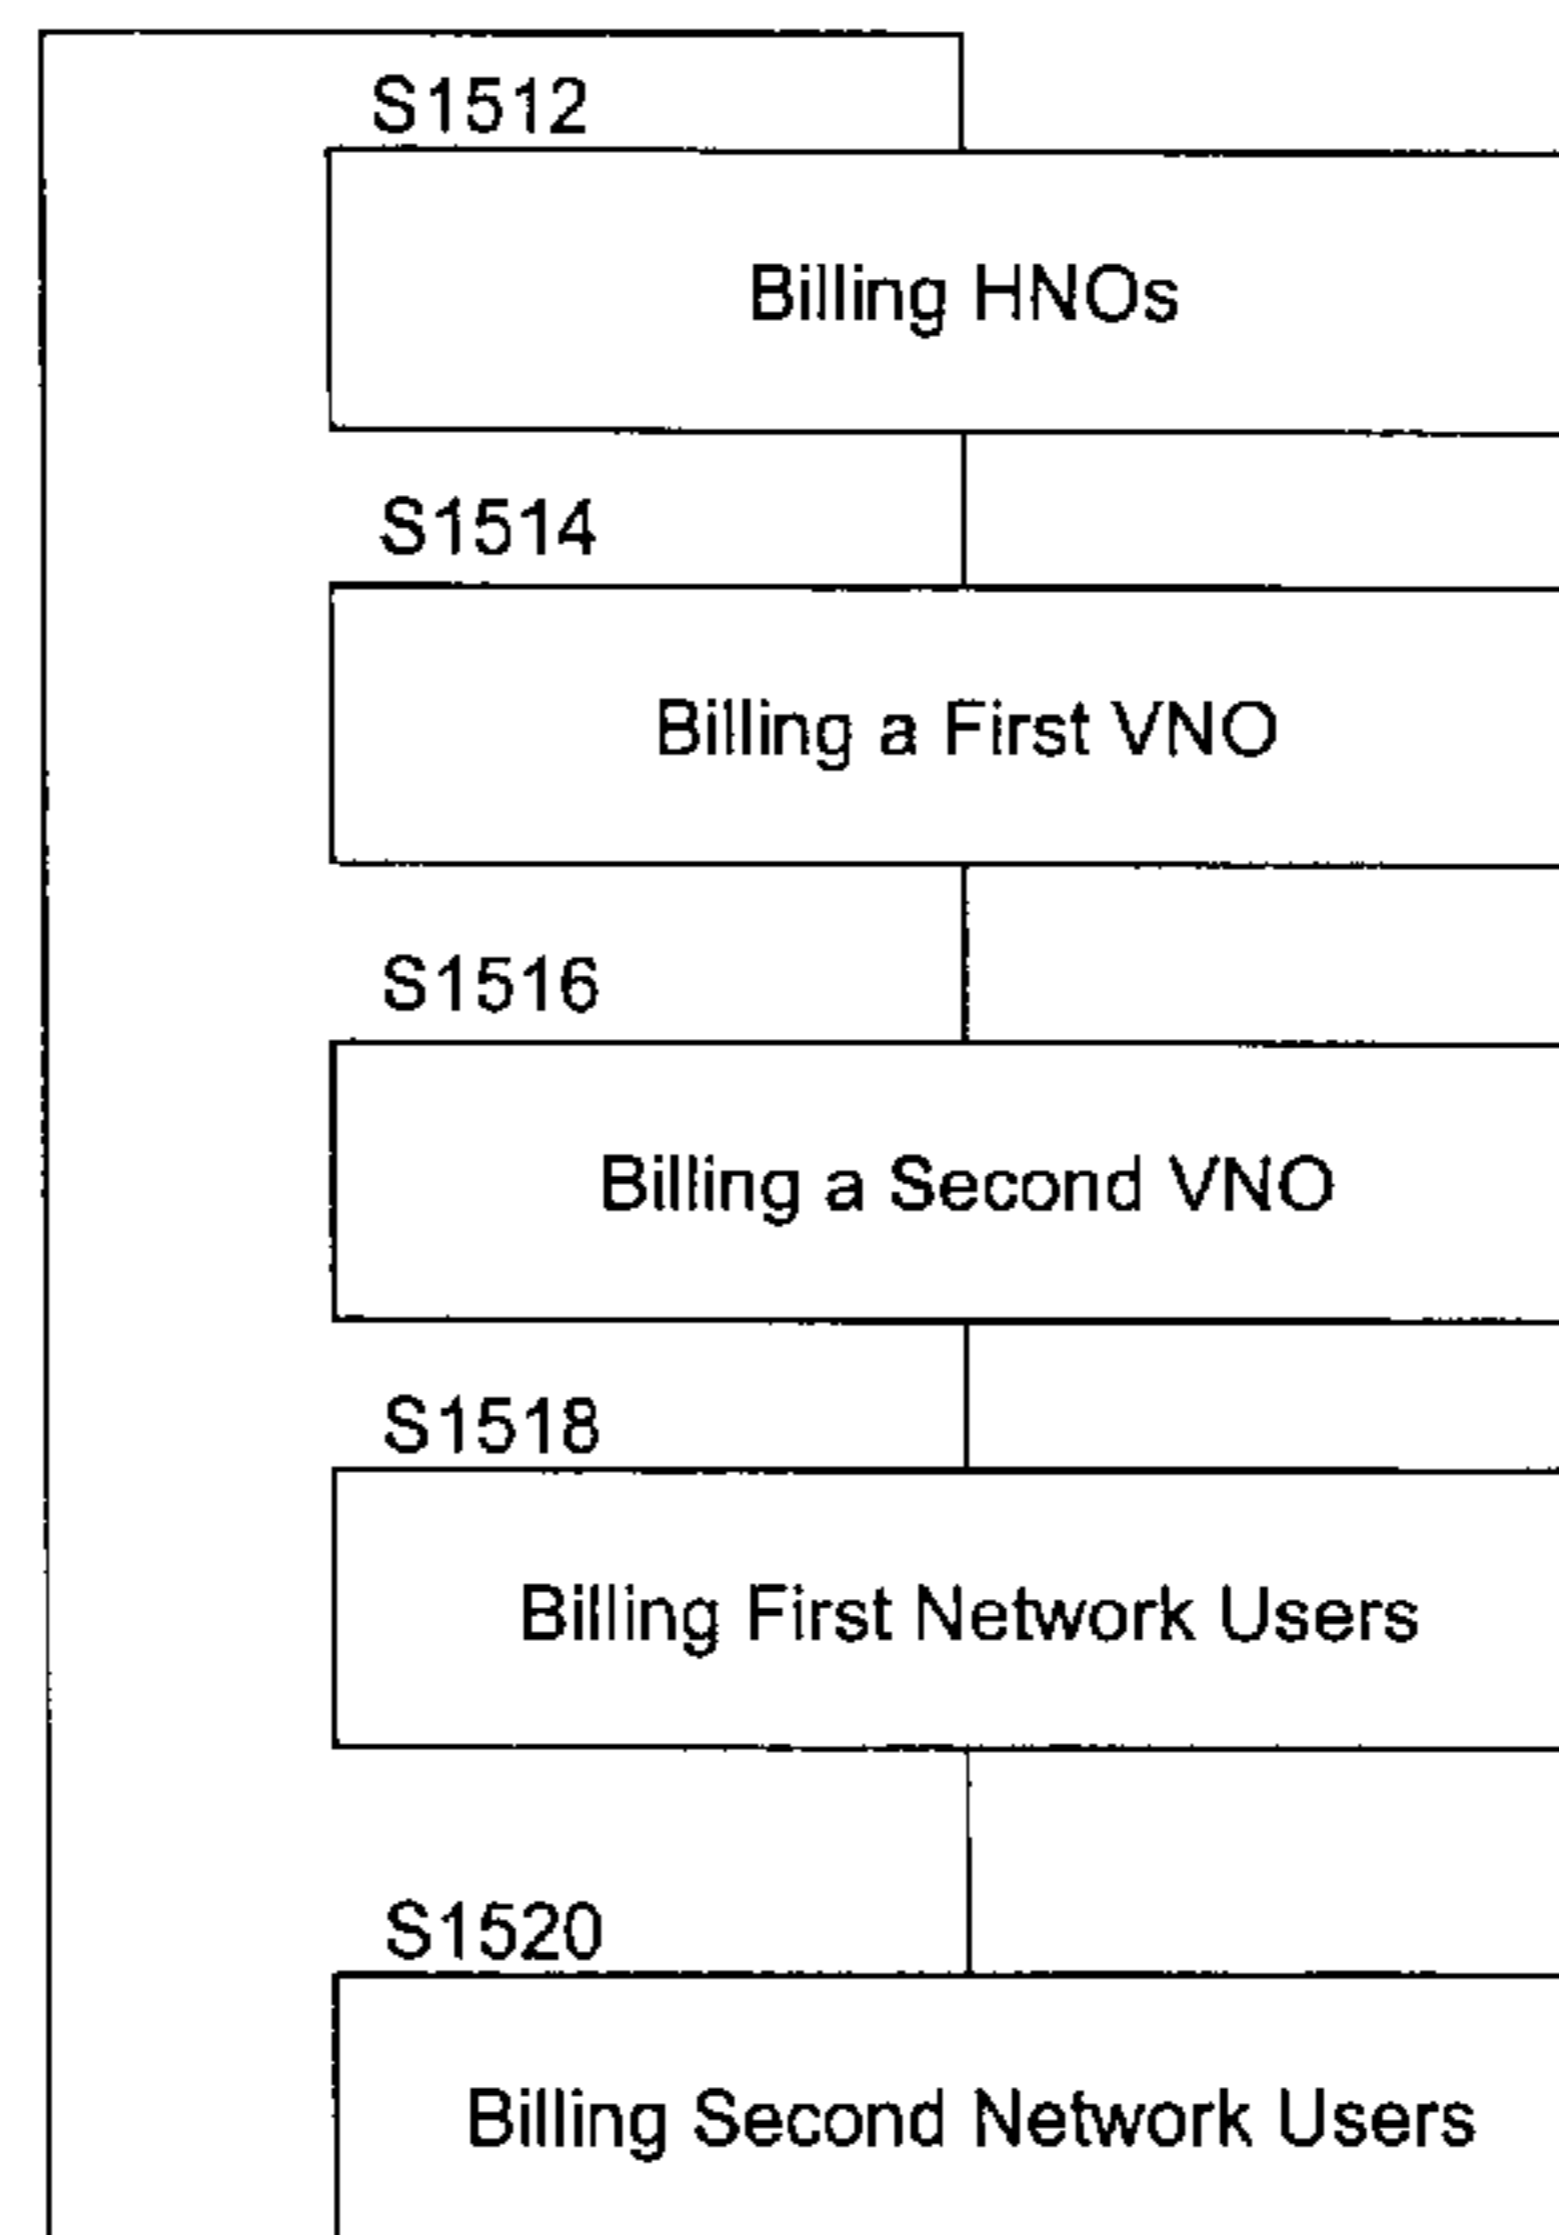 S1512
Billing HNOs
S1514
Billing a First VNO
S1516
Billing a Second VNO
S1518
Billing First Network Users
S1520
Billing Second Network Users